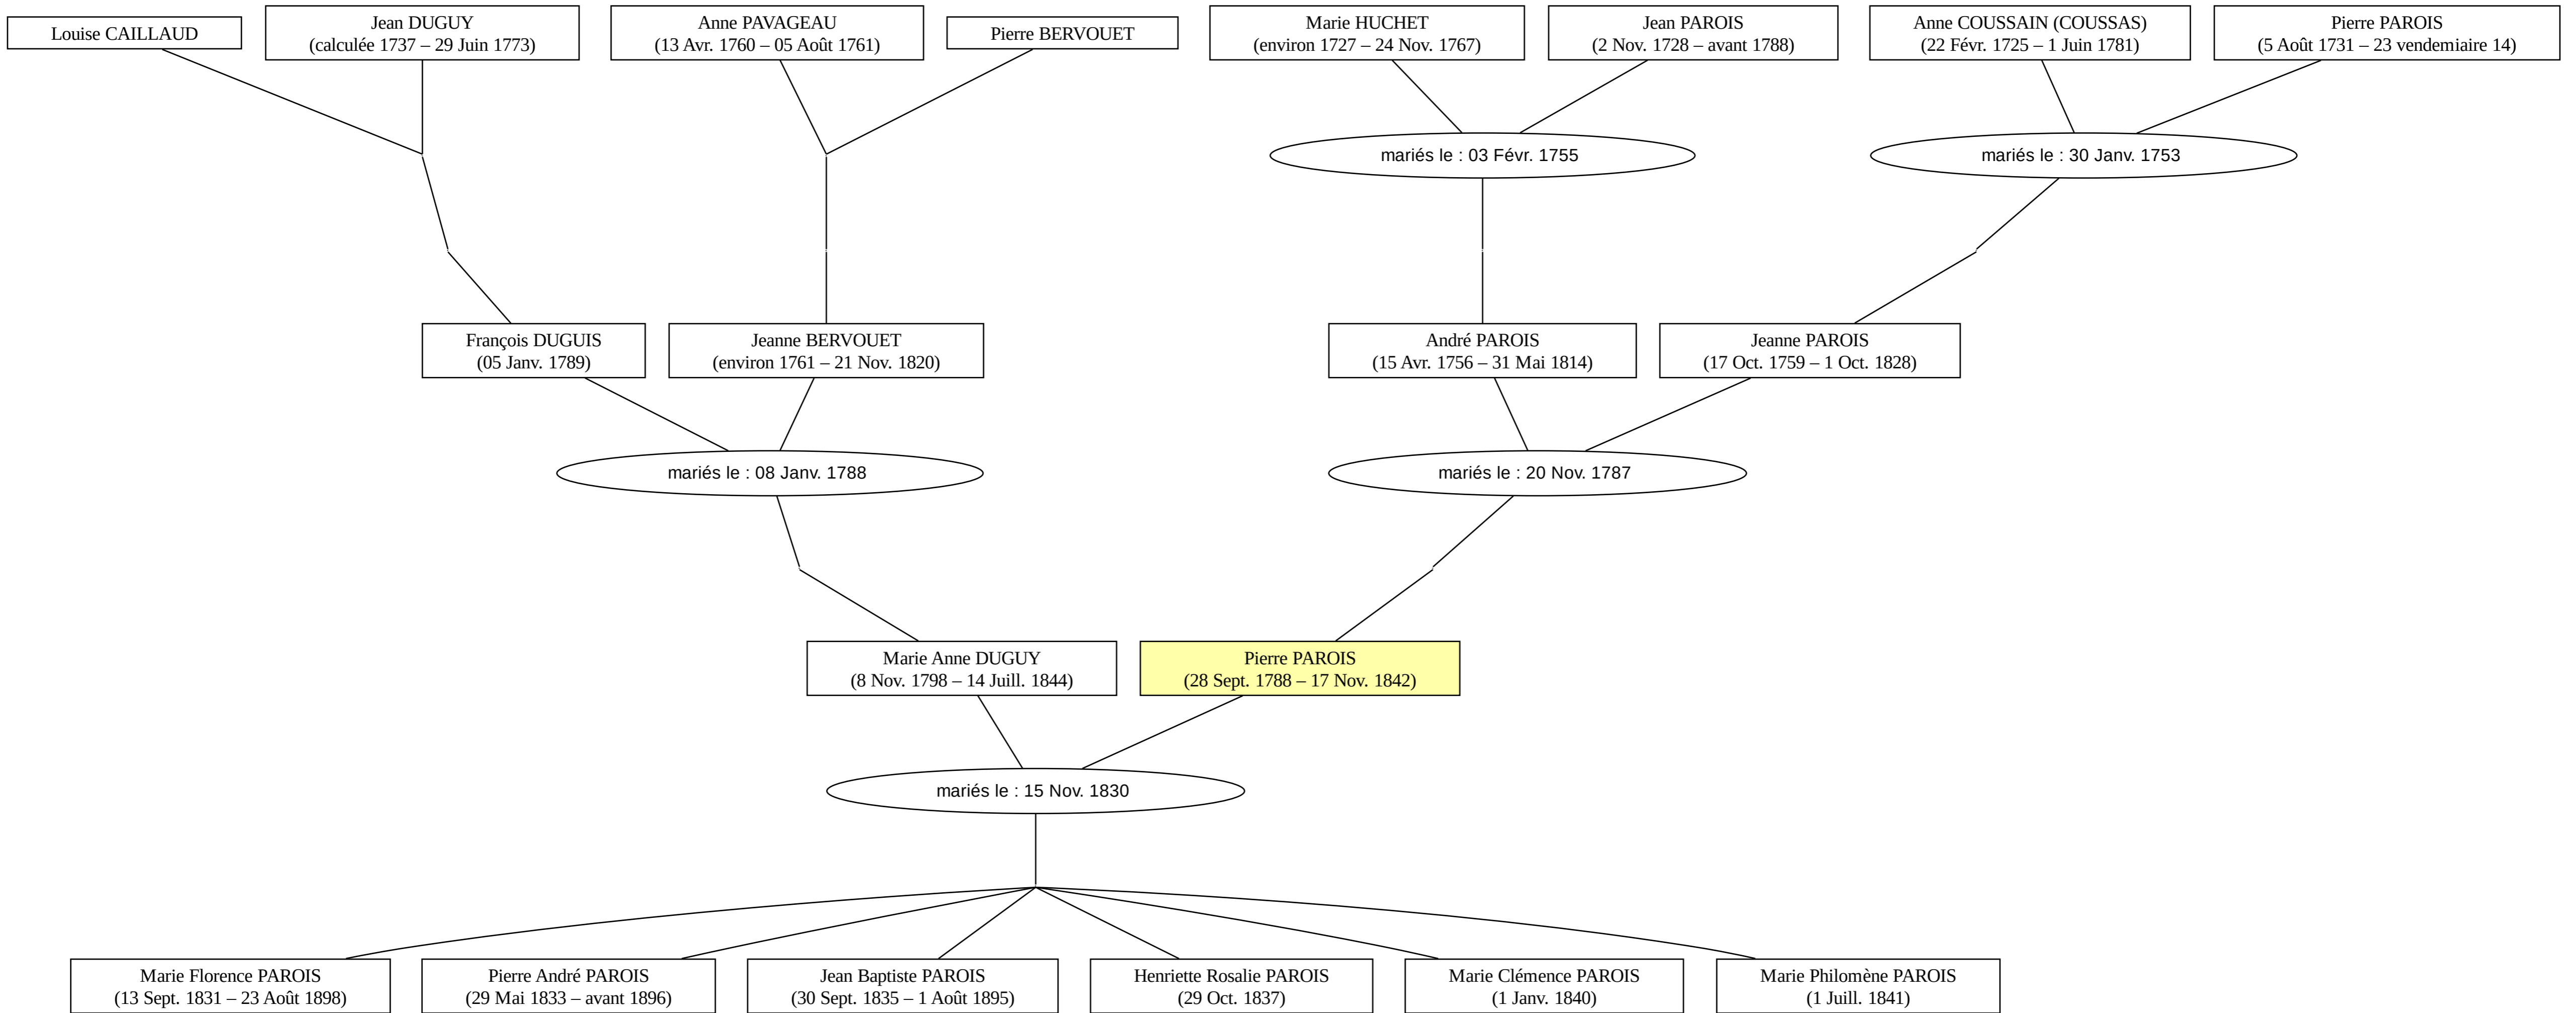 Louise CAILLAUD
Jean DUGUY
(calculée 1737 – 29 Juin 1773)
Anne PAVAGEAU
(13 Avr. 1760 – 05 Août 1761)
Pierre BERVOUET
Marie HUCHET
(environ 1727 – 24 Nov. 1767)
Jean PAROIS
(2 Nov. 1728 – avant 1788)
Anne COUSSAIN (COUSSAS)
(22 Févr. 1725 – 1 Juin 1781)
Pierre PAROIS
(5 Août 1731 – 23 vendemiaire 14)
mariés le : 03 Févr. 1755
mariés le : 30 Janv. 1753
François DUGUIS
(05 Janv. 1789)
Jeanne BERVOUET
(environ 1761 – 21 Nov. 1820)
André PAROIS
(15 Avr. 1756 – 31 Mai 1814)
Jeanne PAROIS
(17 Oct. 1759 – 1 Oct. 1828)
mariés le : 08 Janv. 1788
mariés le : 20 Nov. 1787
Marie Anne DUGUY
(8 Nov. 1798 – 14 Juill. 1844)
Pierre PAROIS
(28 Sept. 1788 – 17 Nov. 1842)
mariés le : 15 Nov. 1830
Marie Florence PAROIS
(13 Sept. 1831 – 23 Août 1898)
Pierre André PAROIS
(29 Mai 1833 – avant 1896)
Jean Baptiste PAROIS
(30 Sept. 1835 – 1 Août 1895)
Henriette Rosalie PAROIS
(29 Oct. 1837)
Marie Clémence PAROIS
(1 Janv. 1840)
Marie Philomène PAROIS
(1 Juill. 1841)